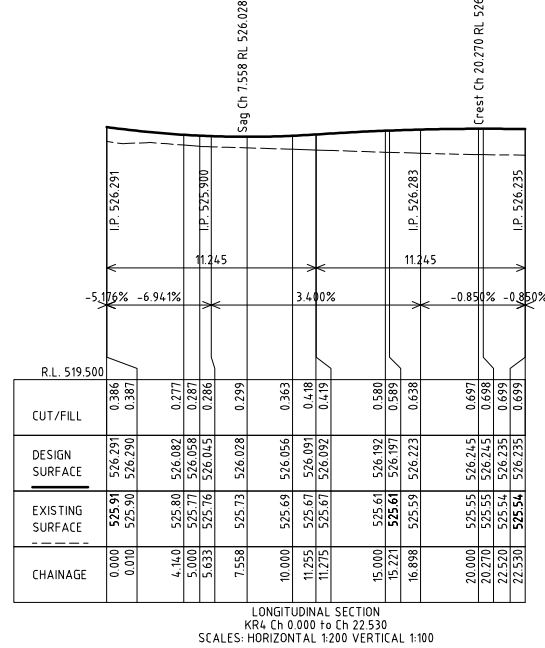 Sag Ch 7.558 RL 526.028
Crest Ch 20.270 RL 526
I.P. 526.291
I.P. 525.900
I.P. 526.283
I.P. 526.235
11.245 11.245
-5.176% -6.941% 3.400% -0.850% -0.850%
R.L. 519.500
CUT/FILL 0.386 0.387 0.277 0.287 0.286 0.299 0.363 0.418 0.419 0.580 0.589 0.638 0.697 0.698 0.699 0.699
DESIGN SURFACE 526.291 526.290 526.082 526.058 526.045 526.028 526.056 526.091 526.092 526.192 526.197 526.223 526.245 526.245 526.235 526.235
EXISTING SURFACE 525.91 525.90 525.80 525.77 525.76 525.73 525.69 525.67 525.67 525.61 525.61 525.59 525.55 525.55 525.54 525.54
CHAINAGE 0.000 0.010 4.140 5.000 5.633 7.558 10.000 11.255 11.275 15.000 15.221 16.898 20.000 20.270 22.520 22.530
LONGITUDINAL SECTION
KR4 Ch 0.000 to Ch 22.530
SCALES: HORIZONTAL 1:200 VERTICAL 1:100